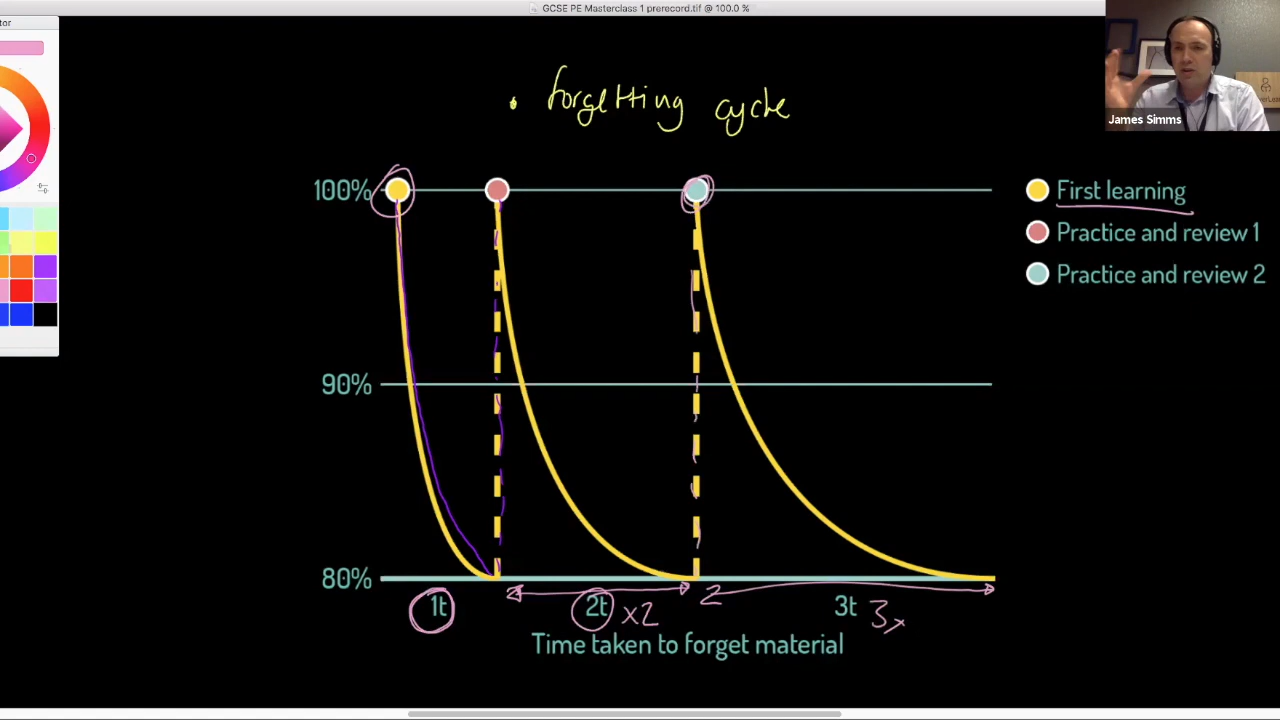 GCSE PE Masterclass 1 prerecord.tif @ 100.0 %
tor
James Simms
• forgetting cycle
100%
First learning
Practice and review 1
Practice and review 2
90%
80%
1t
2t x2
3t 3x
Time taken to forget material